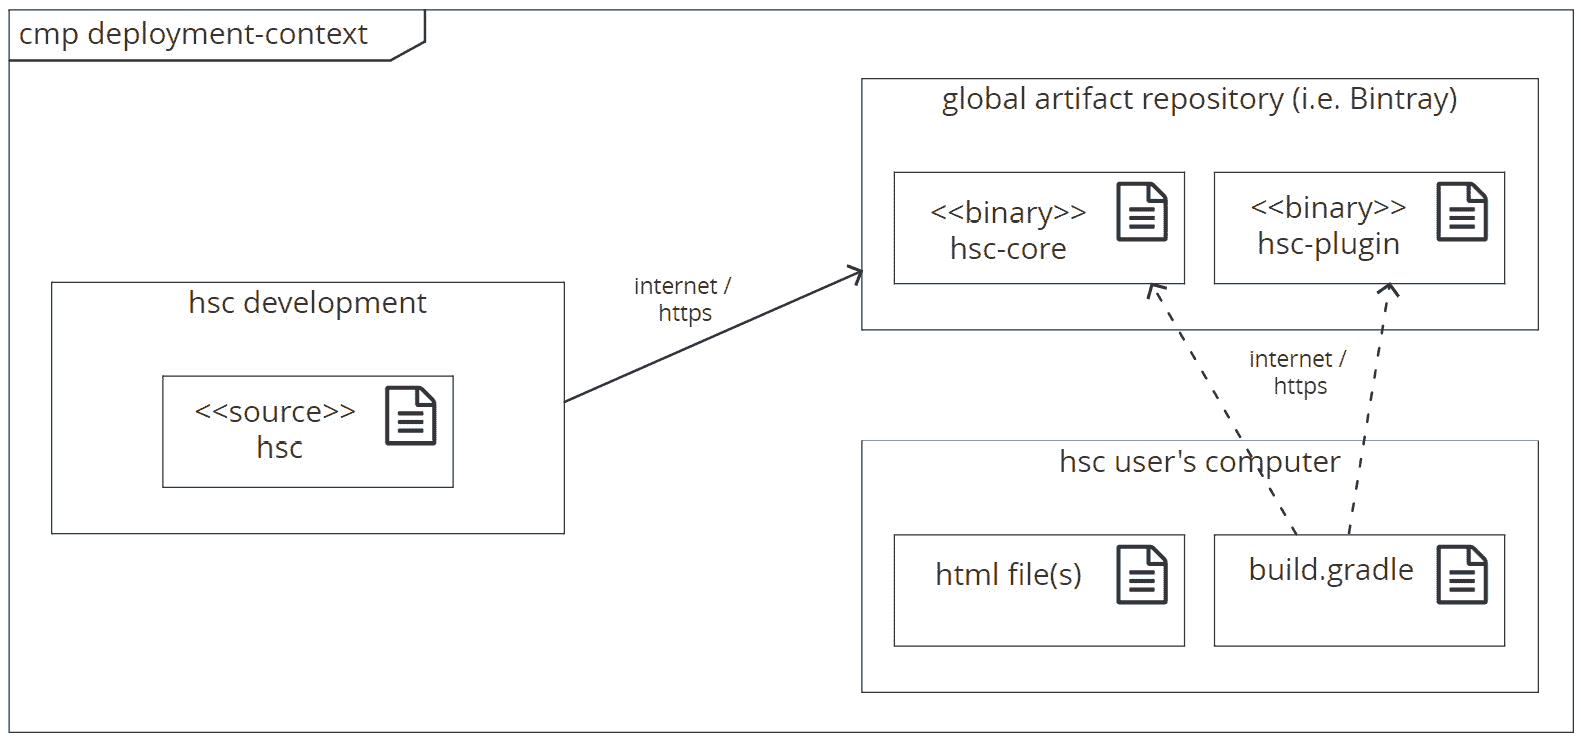 cmp deployment-context
global artifact repository (i.e. Bintray)
<<binary>>
hsc-core
<<binary>>
hsc-plugin
hsc development
<<source>>
hsc
internet /
https
internet /
https
hsc user's computer
html file(s)
build.gradle